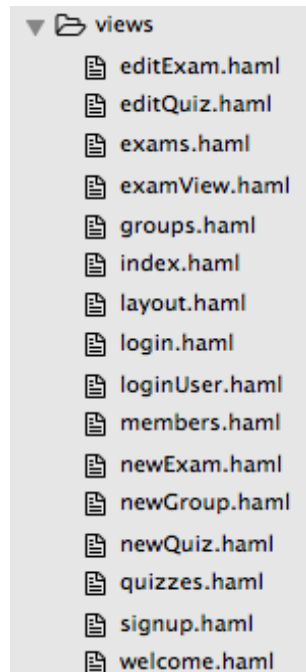 views
editExam.haml
editQuiz.haml
exams.haml
examView.haml
groups.haml
index.haml
layout.haml
login.haml
loginUser.haml
members.haml
newExam.haml
newGroup.haml
newQuiz.haml
quizzes.haml
signup.haml
welcome.haml